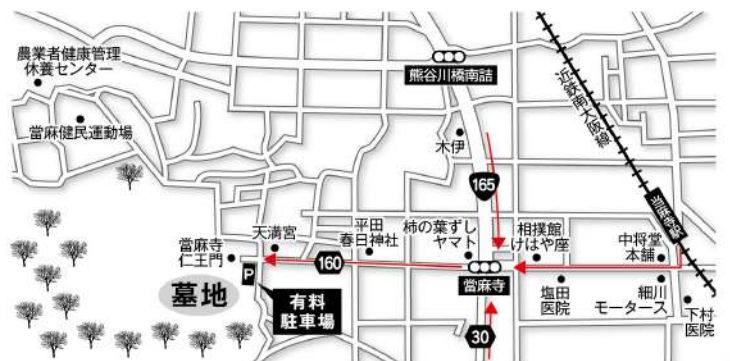 農業者健康管理
休養センター
當麻健民運動場
熊谷川橋南詰
近鉄南大阪線
木伊
165
当麻寺駅
天満宮
平田
春日神社
柿の葉ずし
ヤマト
相撲館
けはや座
中将堂
本舗
當麻寺
仁王門
160
當麻寺
P
墓地
有料
駐車場
塩田
医院
細川
モータース
下村
医院
30